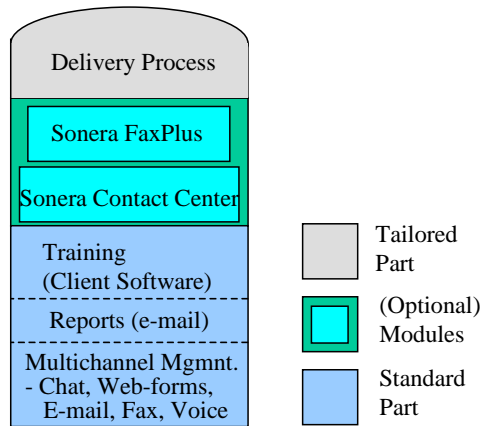 Delivery Process
Sonera FaxPlus
Sonera Contact Center
Training
(Client Software)
Reports (e-mail)
Multichannel Mgmnt.
- Chat, Web-forms,
E-mail, Fax, Voice
Tailored
Part
(Optional)
Modules
Standard
Part